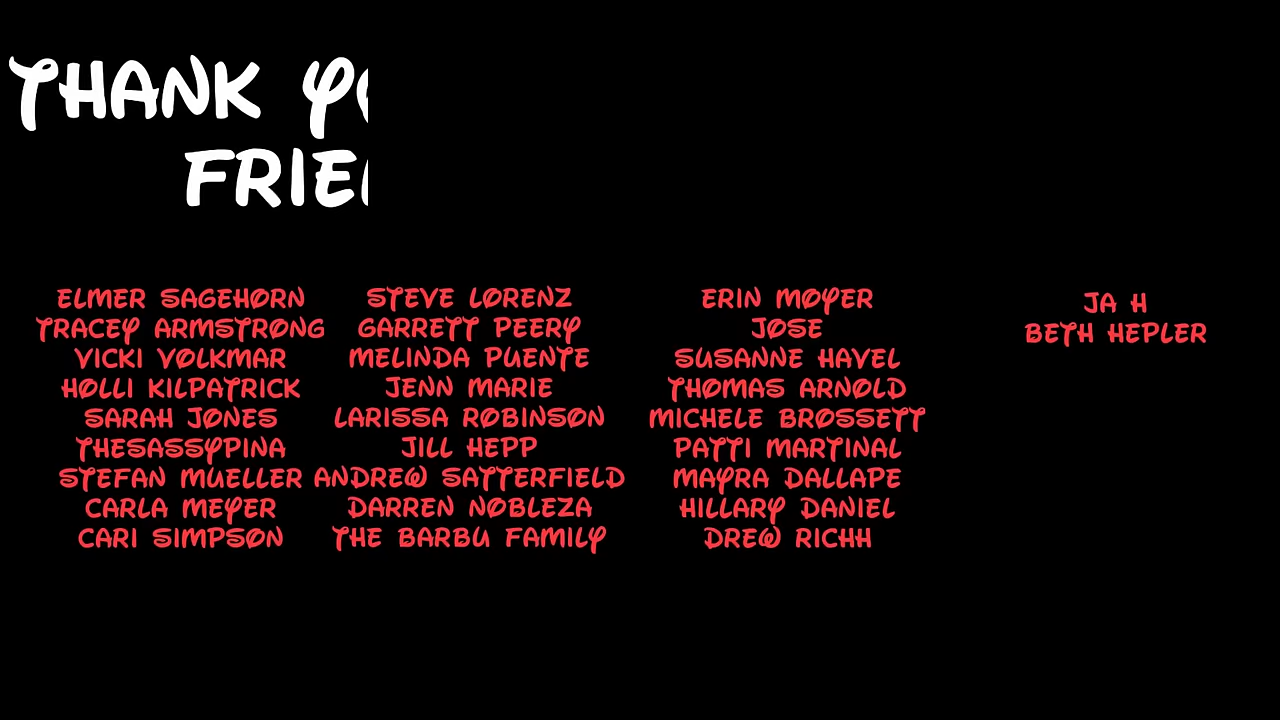 THANK YO
FRIE
ELMER SAGEHORN
TRACEY ARMSTRONG
VICKI VOLKMAR
HOLLI KILPATRICK
SARAH JONES
THESASSYPINA
STEFAN MUELLER
CARLA MEYER
CARI SIMPSON
STEVE LORENZ
GARRETT PEERY
MELINDA PUENTE
JENN MARIE
LARISSA ROBINSON
JILL HEPP
ANDREW SATTERFIELD
DARREN NOBLEZA
THE BARBU FAMILY
ERIN MOYER
JOSE
SUSANNE HAVEL
THOMAS ARNOLD
MICHELE BROSSETT
PATTI MARTINAL
MAYRA DALLAPE
HILLARY DANIEL
DREW RICHH
JA H
BETH HEPLER